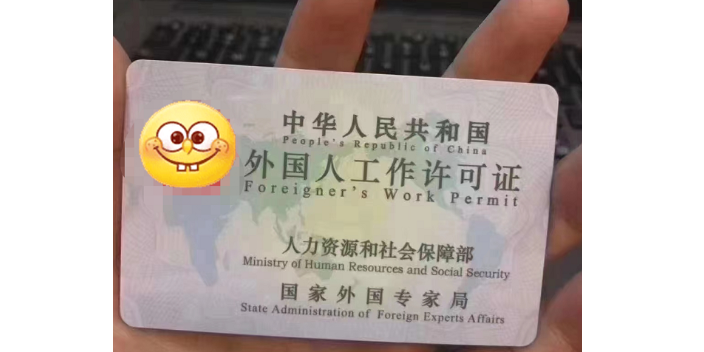 中华人民共和国
People's Republic of China
外国人工作许可证
Foreigner's Work Permit
人力资源和社会保障部
Ministry of Human Resources and Social Security
国家外国专家局
State Administration of Foreign Experts Affairs